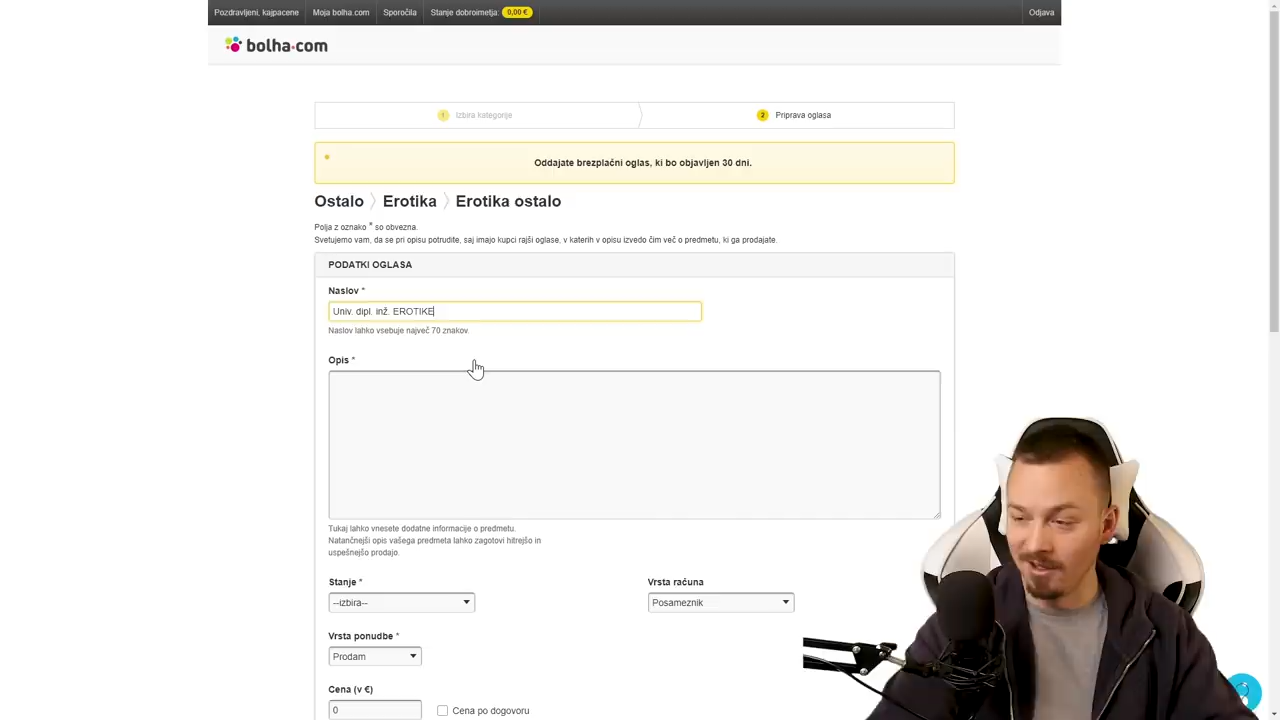 Pozdravljeni, kajpacene
Moja bolha.com
Sporočila
Stanje dobroimetja: 0,00 €
Odjava
bolha.com
1 Izbira kategorije
2 Priprava oglasa
Oddajate brezplačni oglas, ki bo objavljen 30 dni.
Ostalo Erotika Erotika ostalo
Polja z oznako * so obvezna.
Svetujemo vam, da se pri opisu potrudite, saj imajo kupci rajši oglase, v katerih v opisu izvedo čim več o predmetu, ki ga prodajate.
PODATKI OGLASA
Naslov *
Univ. dipl. inž. EROTIKE
Naslov lahko vsebuje največ 70 znakov.
Opis *
Tukaj lahko vnesete dodatne informacije o predmetu.
Natančnejši opis vašega predmeta lahko zagotovi hitrejšo in
uspešnejšo prodajo.
Stanje *
Vrsta računa
--izbira--
Posameznik
Vrsta ponudbe *
Prodam
Cena (v €)
0
Cena po dogovoru